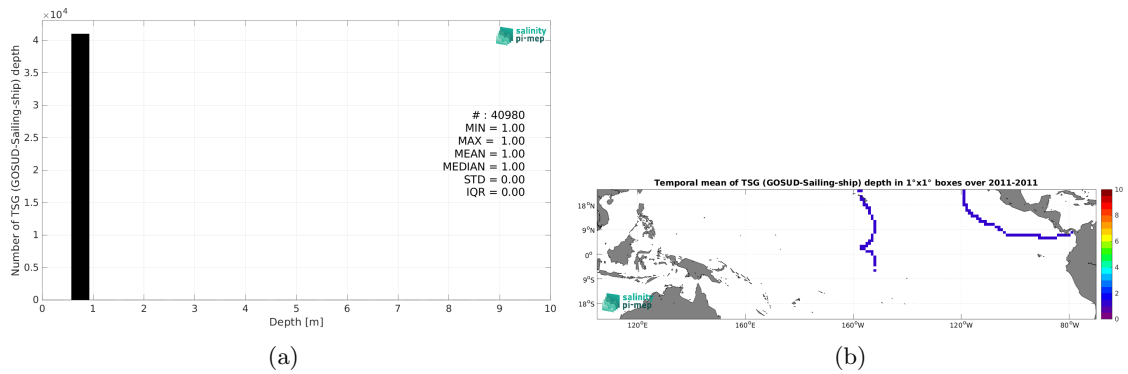 ×10⁴
4
3.5
3
2.5
2
1.5
1
0.5
0
Number of TSG (GOSUD-Sailing-ship) depth
salinity
pi-mep
# : 40980
MIN = 1.00
MAX = 1.00
MEAN = 1.00
MEDIAN = 1.00
STD = 0.00
IQR = 0.00
0 1 2 3 4 5 6 7 8 9 10
Depth [m]
(a)
Temporal mean of TSG (GOSUD-Sailing-ship) depth in 1°x1° boxes over 2011-2011
18°N
9°N
0°
9°S
18°S
salinity
pi-mep
120°E 160°E 160°W 120°W 80°W
10
8
6
4
2
0
(b)